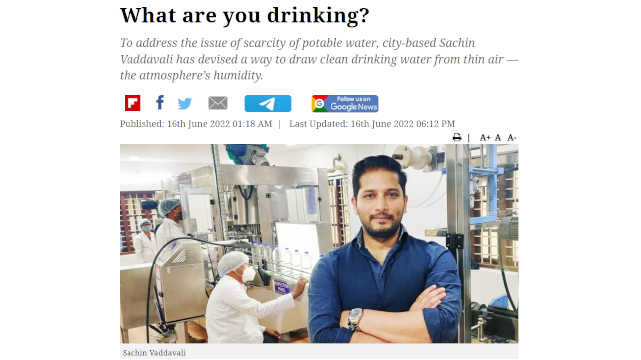 What are you drinking?
To address the issue of scarcity of potable water, city-based Sachin
Vaddavali has devised a way to draw clean drinking water from thin air —
the atmosphere's humidity.
Follow us on
Google News
Published: 16th June 2022 01:18 AM | Last Updated: 16th June 2022 06:12 PM
| A+ A A-
Sachin Vaddavali